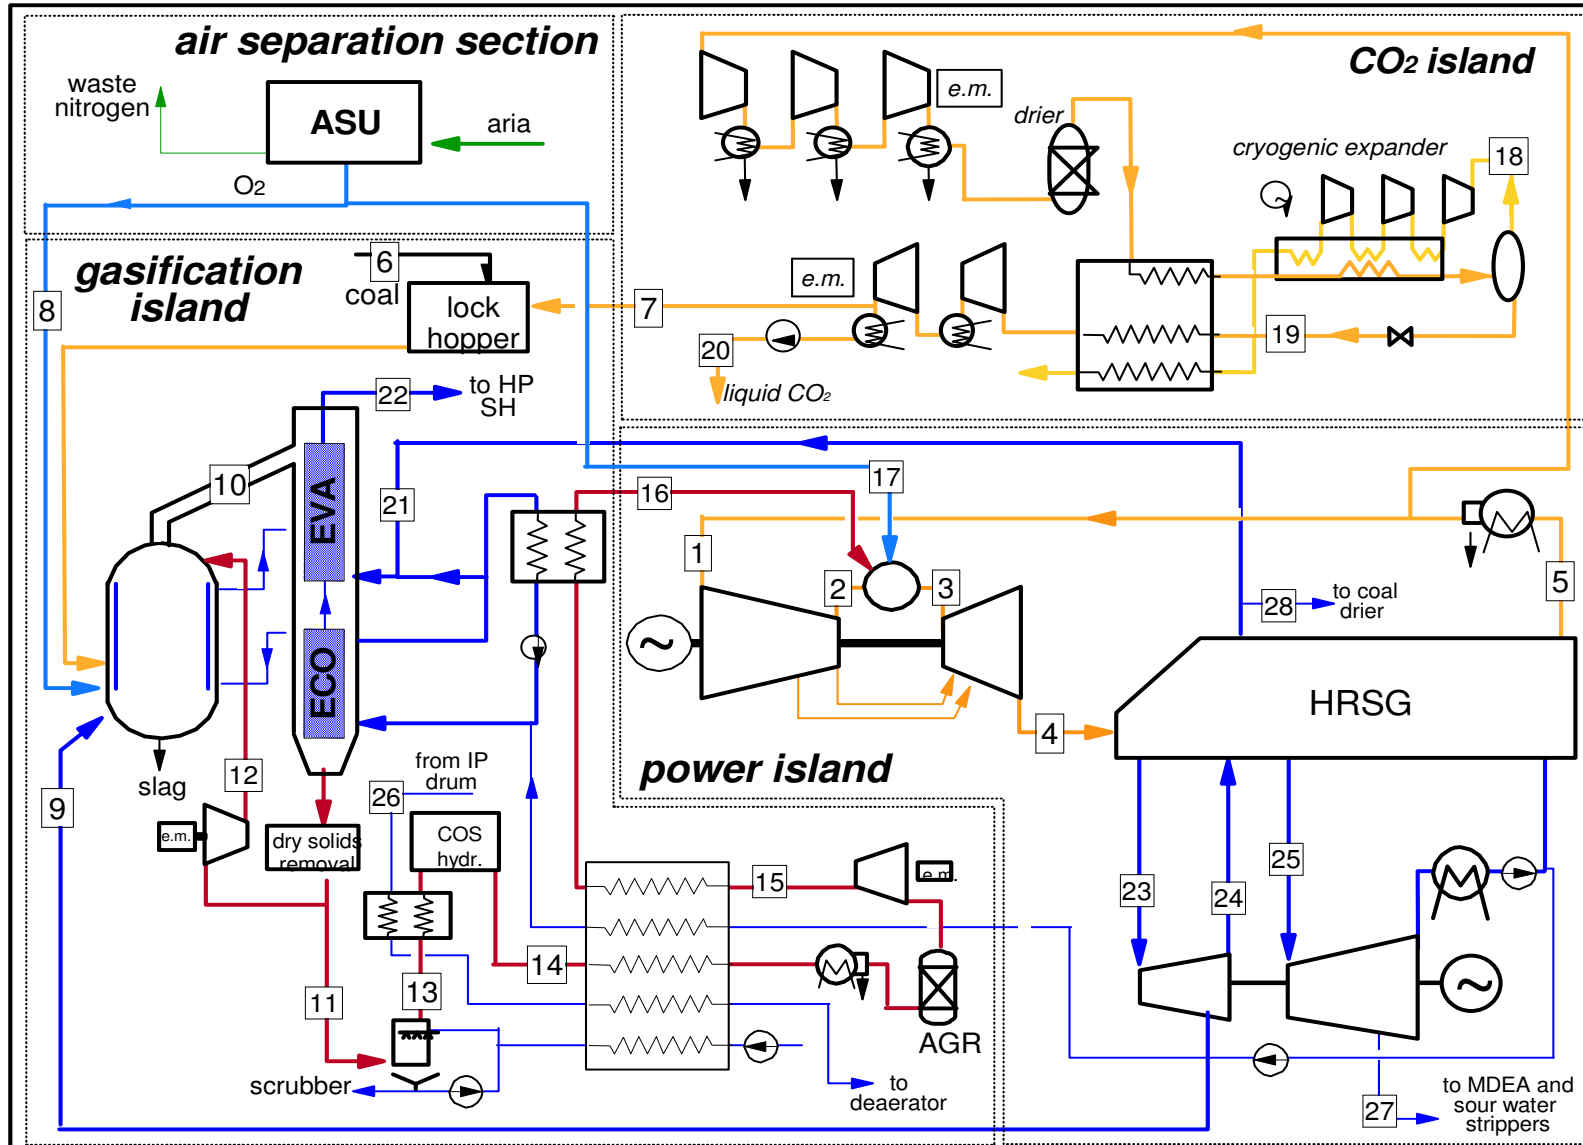 air separation section
waste
nitrogen
ASU
aria
O2
CO2 island
e.m.
drier
cryogenic expander
18
gasification
island
6
coal
lock
hopper
7
8
e.m.
20
liquid CO2
19
22
to HP
SH
10
EVA
21
16
17
1
2
3
5
to coal
drier
28
ECO
HRSG
4
power island
slag
12
9
from IP
drum
26
e.m.
dry solids
removal
COS
hydr.
15
e.m.
23
24
25
14
11
13
AGR
scrubber
to
deaerator
27
to MDEA and
sour water
strippers